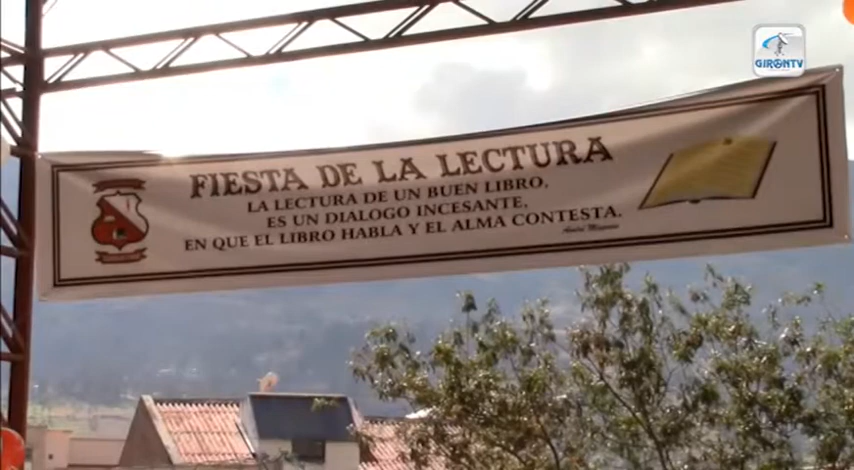 GIRÓNTV
FIESTA DE LA LECTURA
LA LECTURA DE UN BUEN LIBRO,
ES UN DIALOGO INCESANTE,
EN QUE EL LIBRO HABLA Y EL ALMA CONTESTA